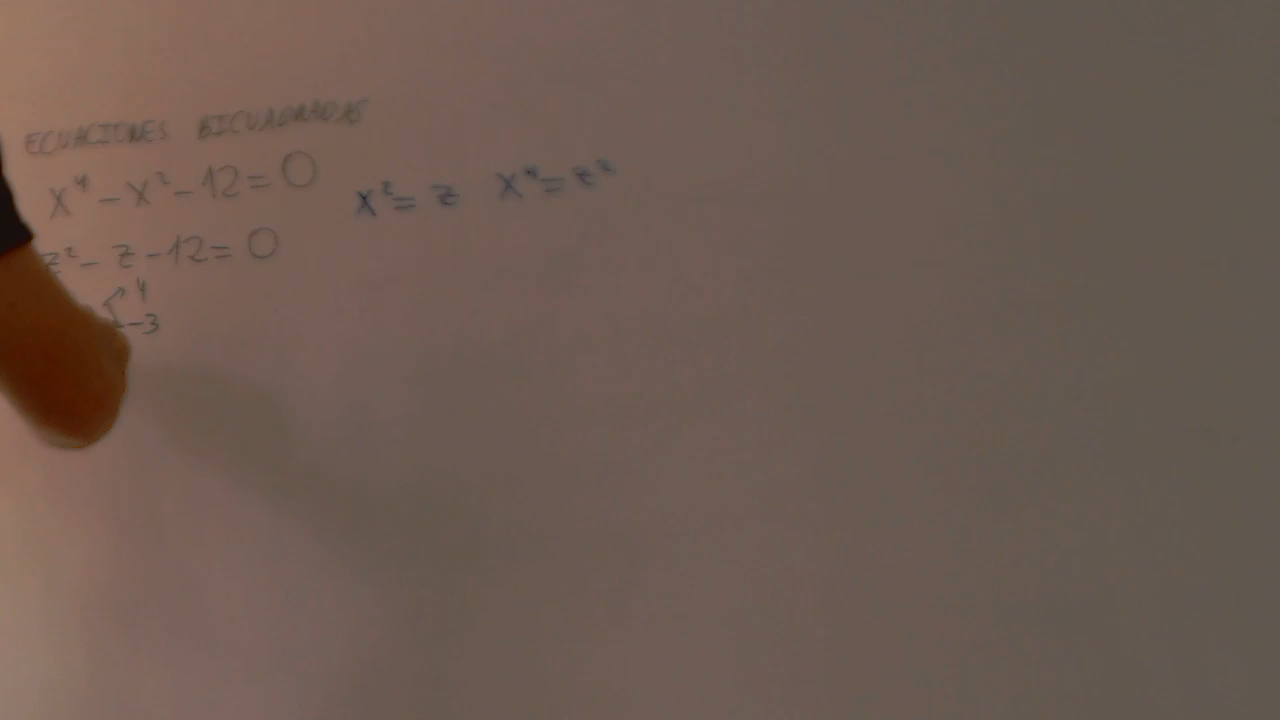 ECUACIONES BICUADRADAS
x⁴ - x² - 12 = 0 x² = z x⁴ = z²
z² - z - 12 = 0
4
-3